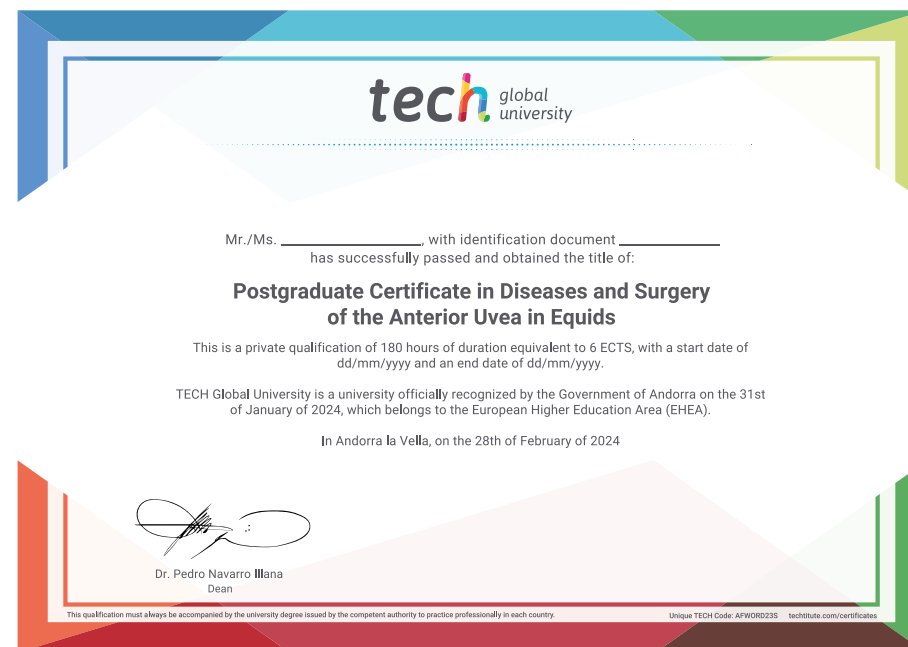 tech global university
Mr./Ms. ____________________, with identification document ______________
has successfully passed and obtained the title of:
Postgraduate Certificate in Diseases and Surgery
of the Anterior Uvea in Equids
This is a private qualification of 180 hours of duration equivalent to 6 ECTS, with a start date of
dd/mm/yyyy and an end date of dd/mm/yyyy.
TECH Global University is a university officially recognized by the Government of Andorra on the 31st
of January of 2024, which belongs to the European Higher Education Area (EHEA).
In Andorra la Vella, on the 28th of February of 2024
Dr. Pedro Navarro Illana
Dean
This qualification must always be accompanied by the university degree issued by the competent authority to practice professionally in each country.
Unique TECH Code: AFWORD23S techtitute.com/certificates